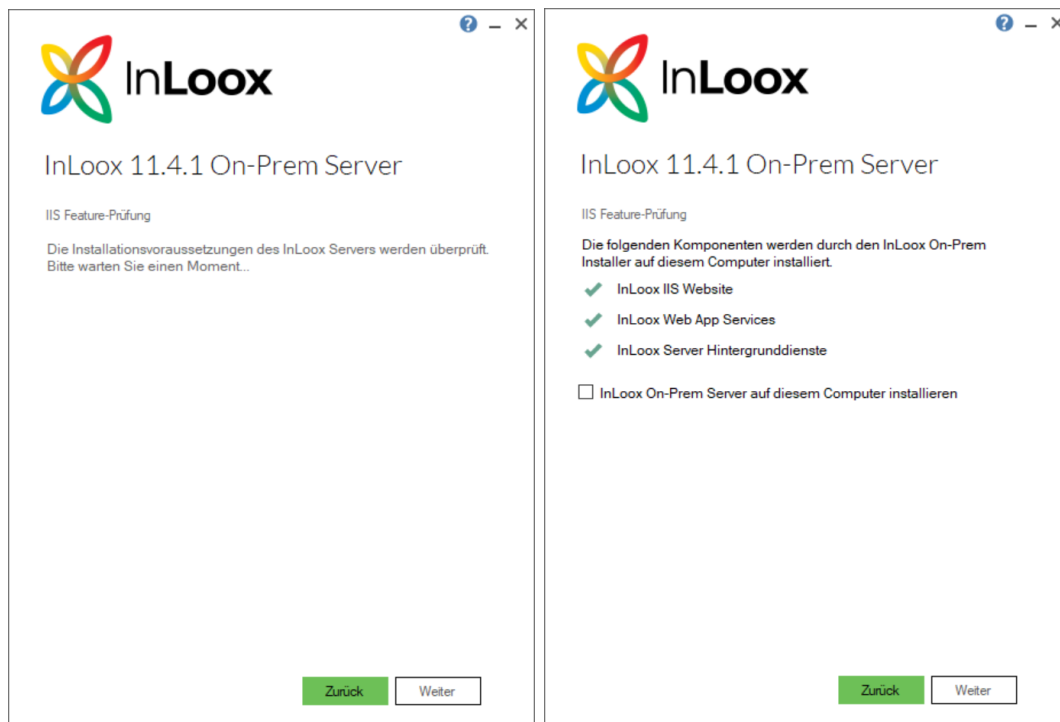 InLoox
InLoox 11.4.1 On-Prem Server
IIS Feature-Prüfung
Die Installationsvoraussetzungen des InLoox Servers werden überprüft.
Bitte warten Sie einen Moment...
Zurück
Weiter
InLoox
InLoox 11.4.1 On-Prem Server
IIS Feature-Prüfung
Die folgenden Komponenten werden durch den InLoox On-Prem
Installer auf diesem Computer installiert.
InLoox IIS Website
InLoox Web App Services
InLoox Server Hintergrunddienste
InLoox On-Prem Server auf diesem Computer installieren
Zurück
Weiter